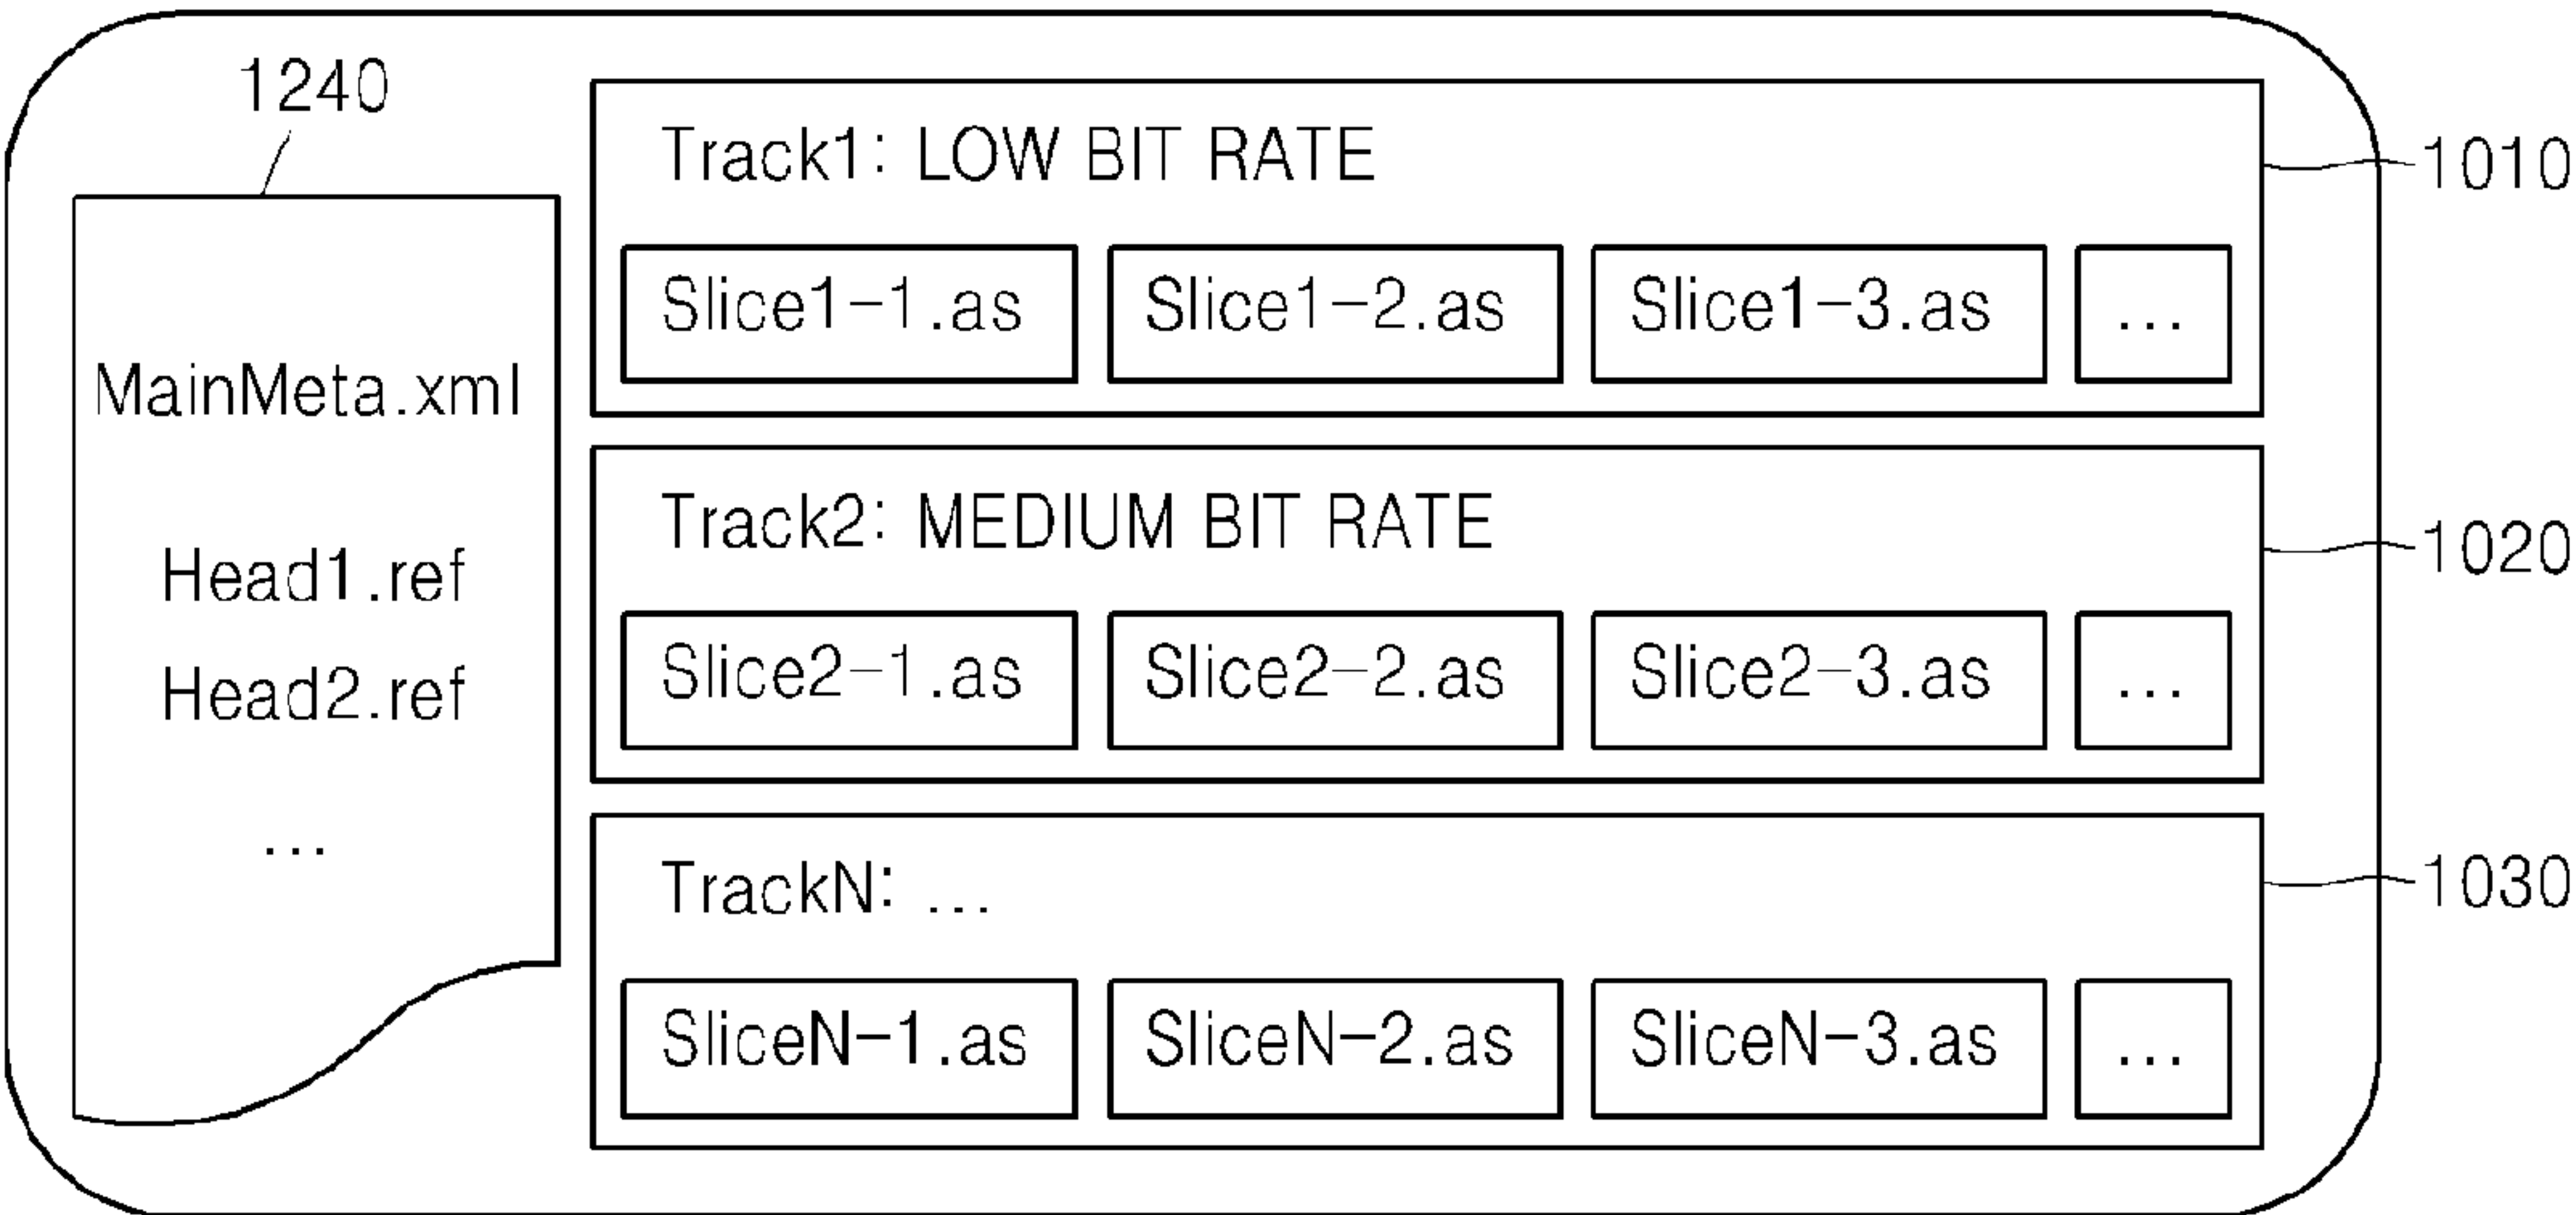 1240
MainMeta.xml
Head1.ref
Head2.ref
...
Track1: LOW BIT RATE
1010
Slice1-1.as Slice1-2.as Slice1-3.as ...
Track2: MEDIUM BIT RATE
1020
Slice2-1.as Slice2-2.as Slice2-3.as ...
TrackN: ...
1030
SliceN-1.as SliceN-2.as SliceN-3.as ...